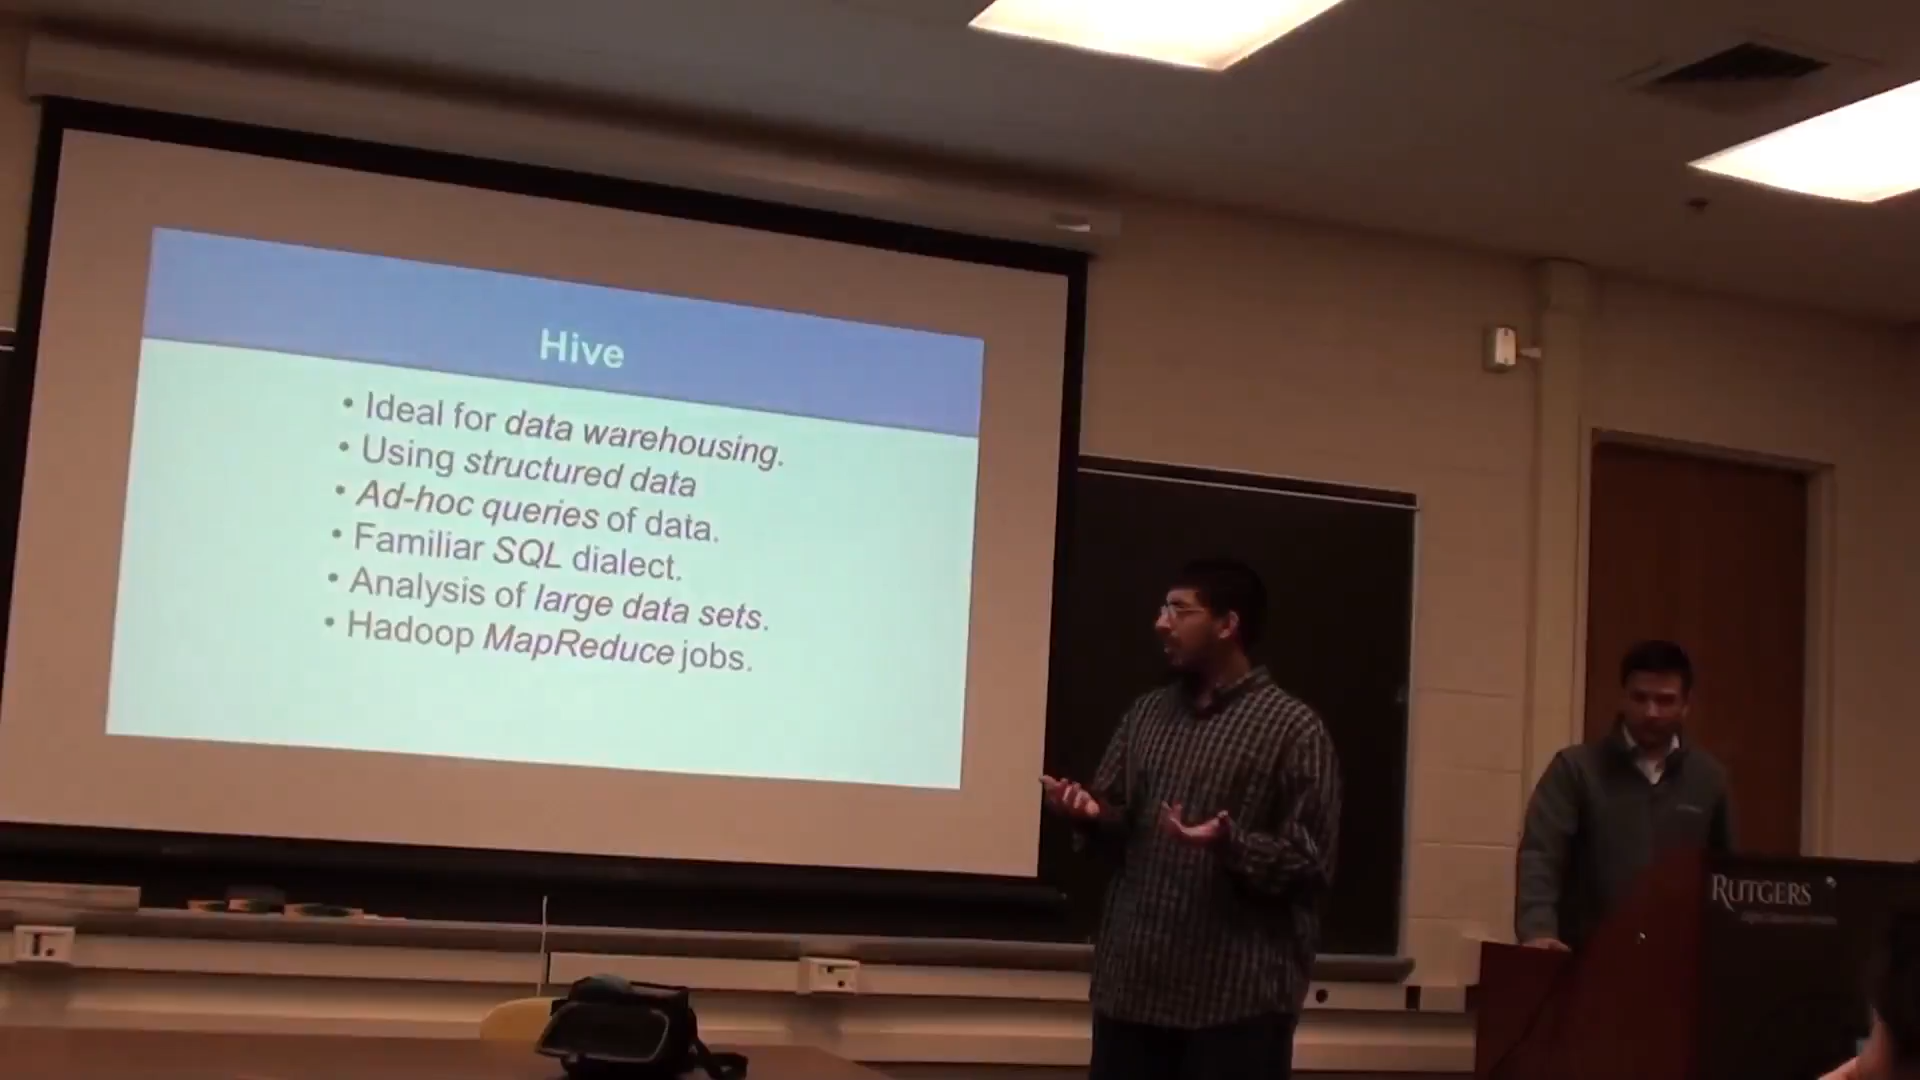 Hive
• Ideal for data warehousing.
• Using structured data
• Ad-hoc queries of data.
• Familiar SQL dialect.
• Analysis of large data sets.
• Hadoop MapReduce jobs.
RUTGERS